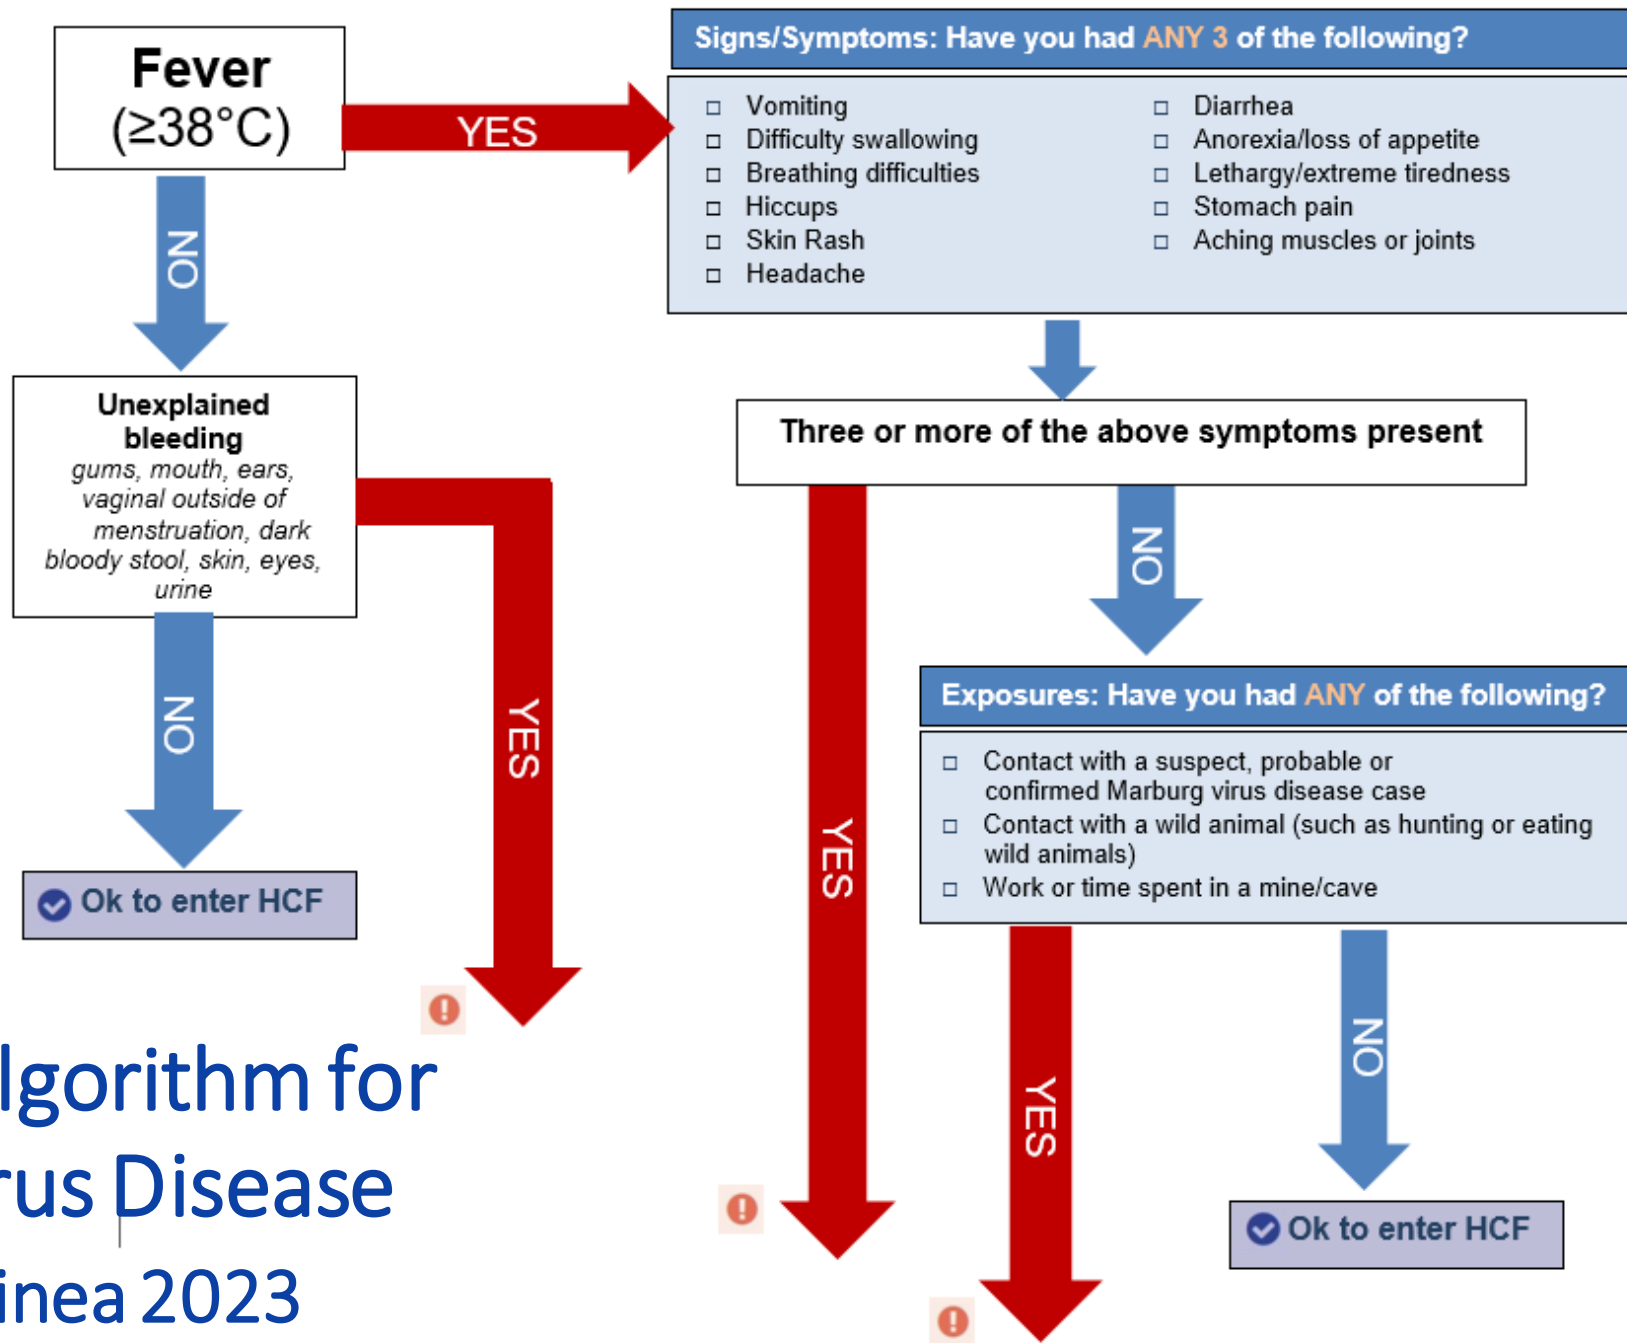 Fever
(≥38°C)
YES
NO
Signs/Symptoms: Have you had ANY 3 of the following?
Vomiting
Difficulty swallowing
Breathing difficulties
Hiccups
Skin Rash
Headache
Diarrhea
Anorexia/loss of appetite
Lethargy/extreme tiredness
Stomach pain
Aching muscles or joints
Three or more of the above symptoms present
YES
NO
Unexplained
bleeding
gums, mouth, ears,
vaginal outside of
menstruation, dark
bloody stool, skin, eyes,
urine
NO
YES
Ok to enter HCF
Exposures: Have you had ANY of the following?
Contact with a suspect, probable or
confirmed Marburg virus disease case
Contact with a wild animal (such as hunting or eating
wild animals)
Work or time spent in a mine/cave
YES
NO
Ok to enter HCF
lgorithm for
rus Disease
inea 2023